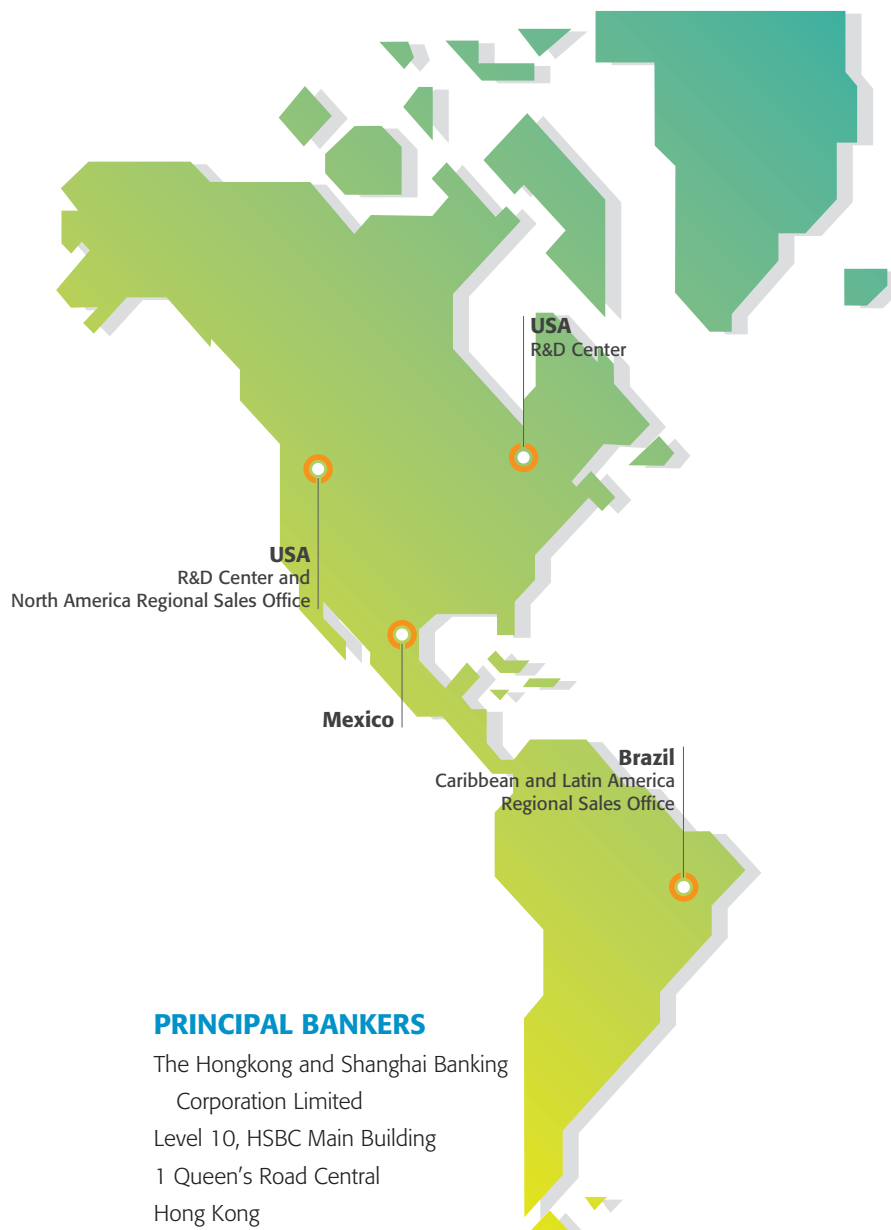 USA
R&D Center
USA
R&D Center and
North America Regional Sales Office
Mexico
Brazil
Caribbean and Latin America
Regional Sales Office
PRINCIPAL BANKERS
The Hongkong and Shanghai Banking
Corporation Limited
Level 10, HSBC Main Building
1 Queen’s Road Central
Hong Kong